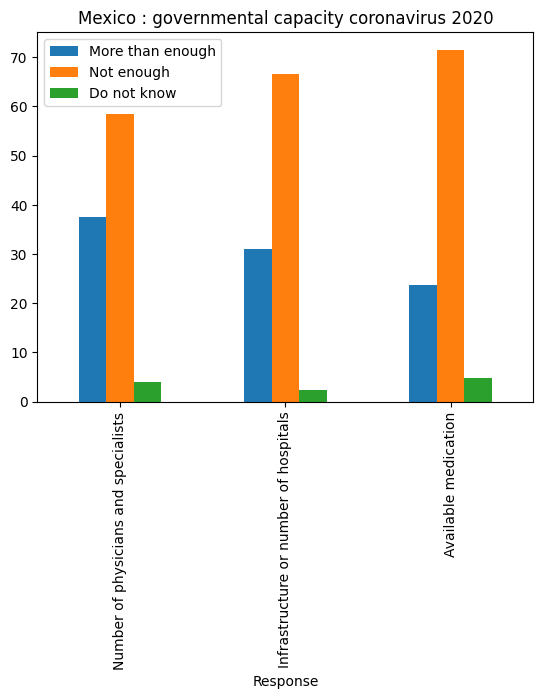 Mexico : governmental capacity coronavirus 2020
More than enough
Not enough
Do not know
70
60
50
40
30
20
10
0
Number of physicians and specialists
Infrastructure or number of hospitals
Available medication
Response